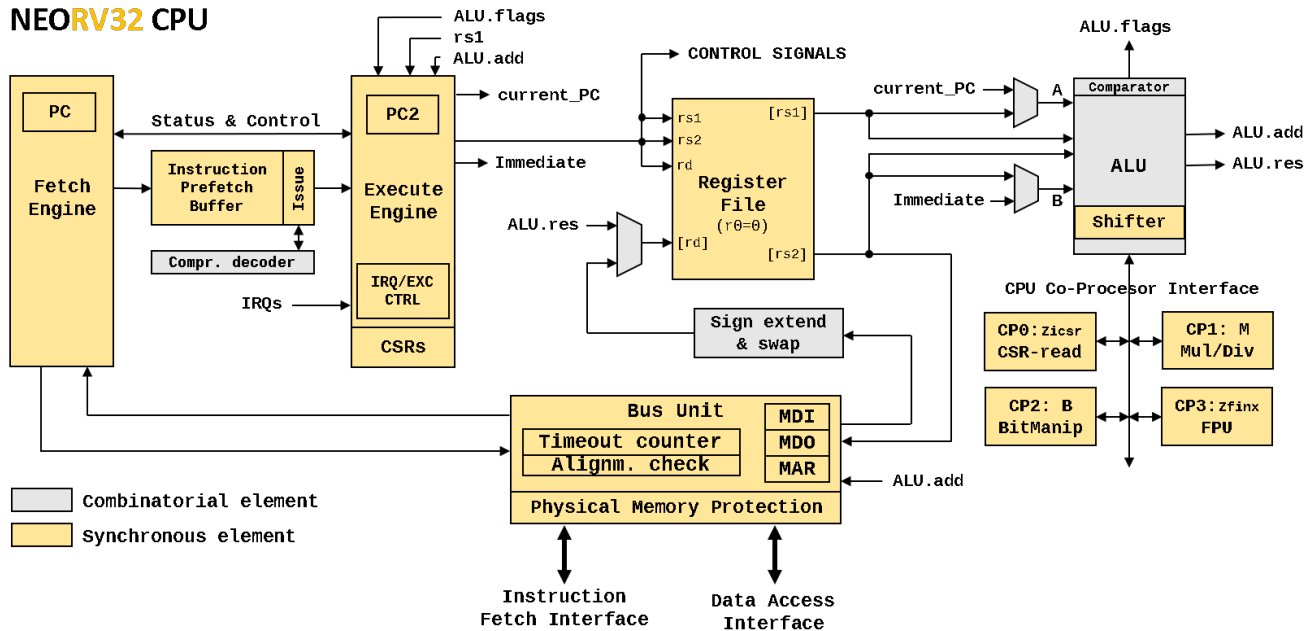 NEORV32 CPU
ALU.flags
rs1
ALU.add
PC
Fetch
Engine
Status & Control
Instruction
Prefetch
Buffer
Issue
Compr. decoder
IRQs
PC2
Execute
Engine
IRQ/EXC
CTRL
CSRs
current_PC
Immediate
CONTROL SIGNALS
rs1
rs2
rd
[rs1]
Register
File
(r0=0)
[rd]
[rs2]
ALU.res
Sign extend
& swap
current_PC
A
Immediate
B
ALU.flags
Comparator
ALU
Shifter
ALU.add
ALU.res
CPU Co-Procesor Interface
CP0: Zicsr
CSR-read
CP1: M
Mul/Div
CP2: B
BitManip
CP3: Zfinx
FPU
Bus Unit
Timeout counter
Alignm. check
MDI
MDO
MAR
ALU.add
Physical Memory Protection
Combinatorial element
Synchronous element
Instruction
Fetch Interface
Data Access
Interface